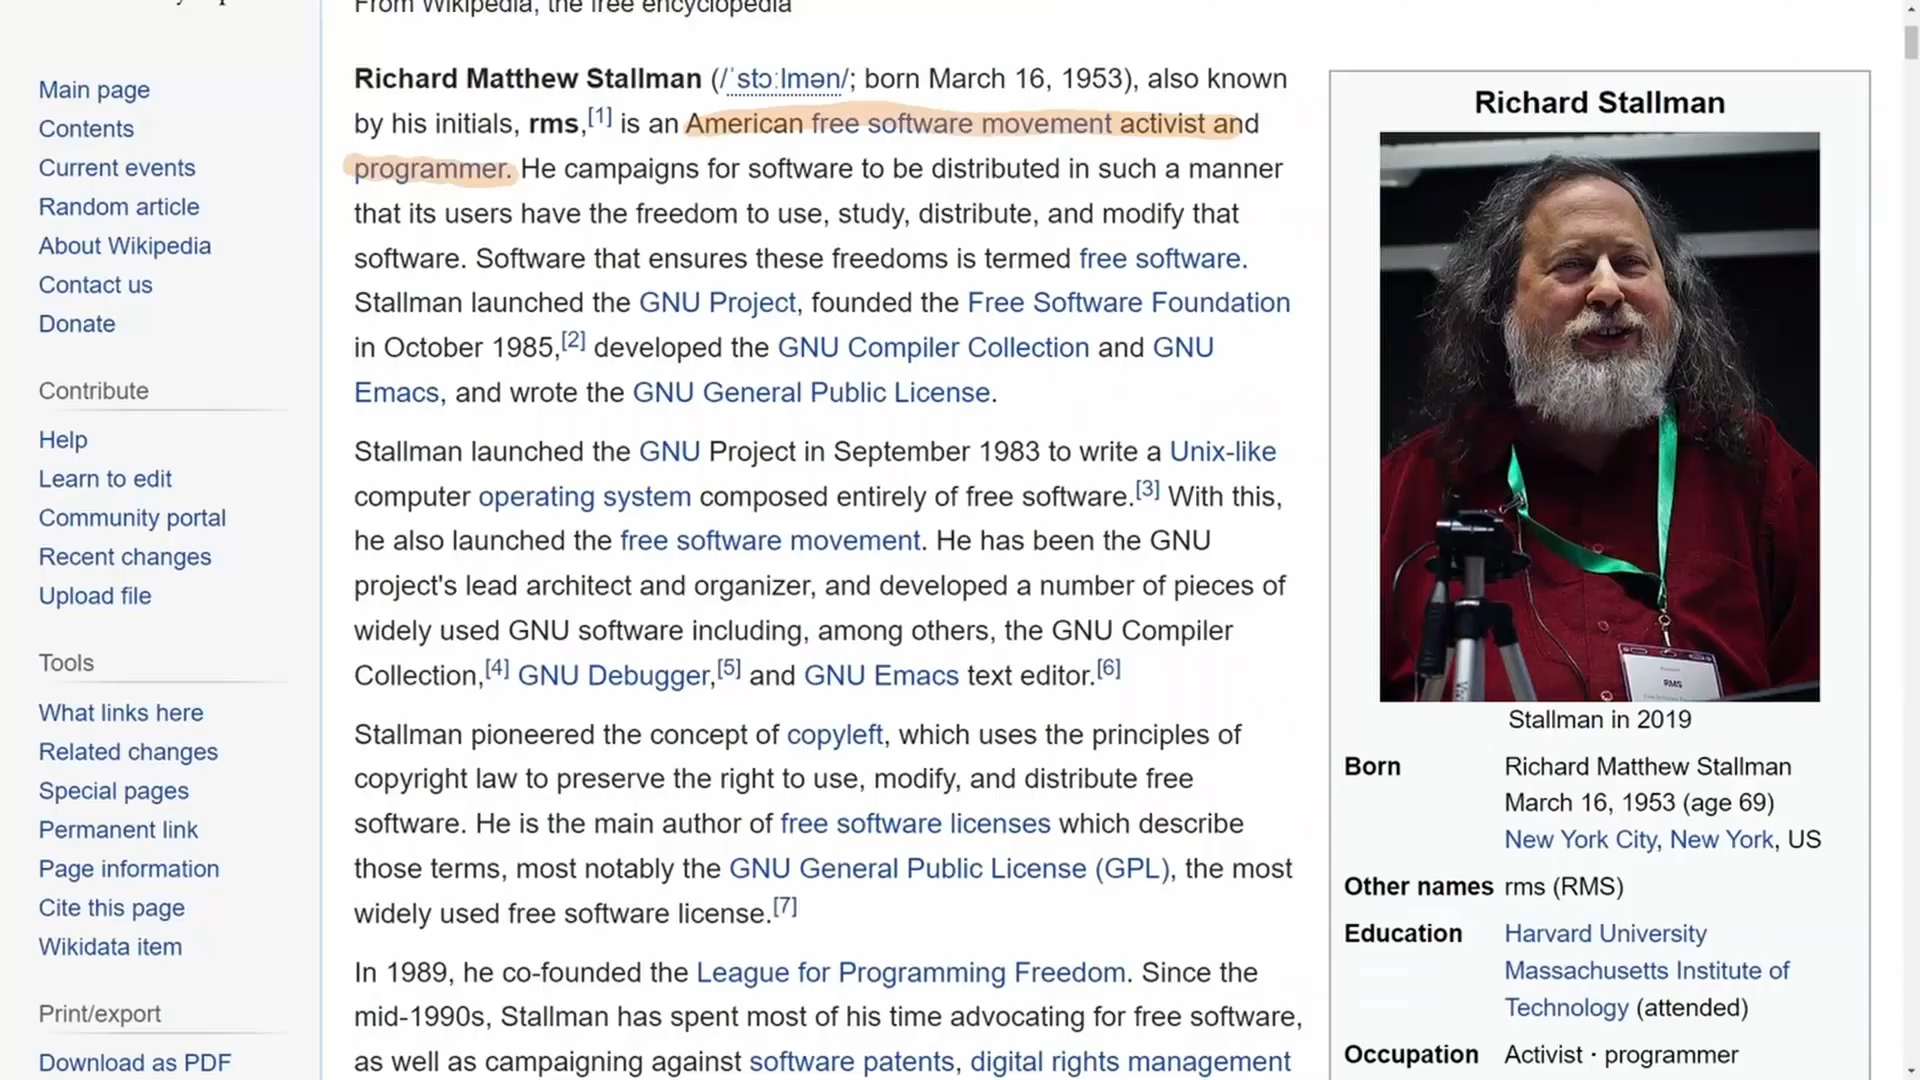 From Wikipedia, the free encyclopedia
Main page
Contents
Current events
Random article
About Wikipedia
Contact us
Donate
Contribute
Help
Learn to edit
Community portal
Recent changes
Upload file
Tools
What links here
Related changes
Special pages
Permanent link
Page information
Cite this page
Wikidata item
Print/export
Download as PDF
Richard Matthew Stallman (/ˈstɔːlmən/; born March 16, 1953), also known
by his initials, rms,[1] is an American free software movement activist and
programmer. He campaigns for software to be distributed in such a manner
that its users have the freedom to use, study, distribute, and modify that
software. Software that ensures these freedoms is termed free software.
Stallman launched the GNU Project, founded the Free Software Foundation
in October 1985,[2] developed the GNU Compiler Collection and GNU
Emacs, and wrote the GNU General Public License.
Stallman launched the GNU Project in September 1983 to write a Unix-like
computer operating system composed entirely of free software.[3] With this,
he also launched the free software movement. He has been the GNU
project's lead architect and organizer, and developed a number of pieces of
widely used GNU software including, among others, the GNU Compiler
Collection,[4] GNU Debugger,[5] and GNU Emacs text editor.[6]
Stallman pioneered the concept of copyleft, which uses the principles of
copyright law to preserve the right to use, modify, and distribute free
software. He is the main author of free software licenses which describe
those terms, most notably the GNU General Public License (GPL), the most
widely used free software license.[7]
In 1989, he co-founded the League for Programming Freedom. Since the
mid-1990s, Stallman has spent most of his time advocating for free software,
as well as campaigning against software patents, digital rights management
Richard Stallman
RMS
Stallman in 2019
Born Richard Matthew Stallman
March 16, 1953 (age 69)
New York City, New York, US
Other names rms (RMS)
Education Harvard University
Massachusetts Institute of
Technology (attended)
Occupation Activist · programmer